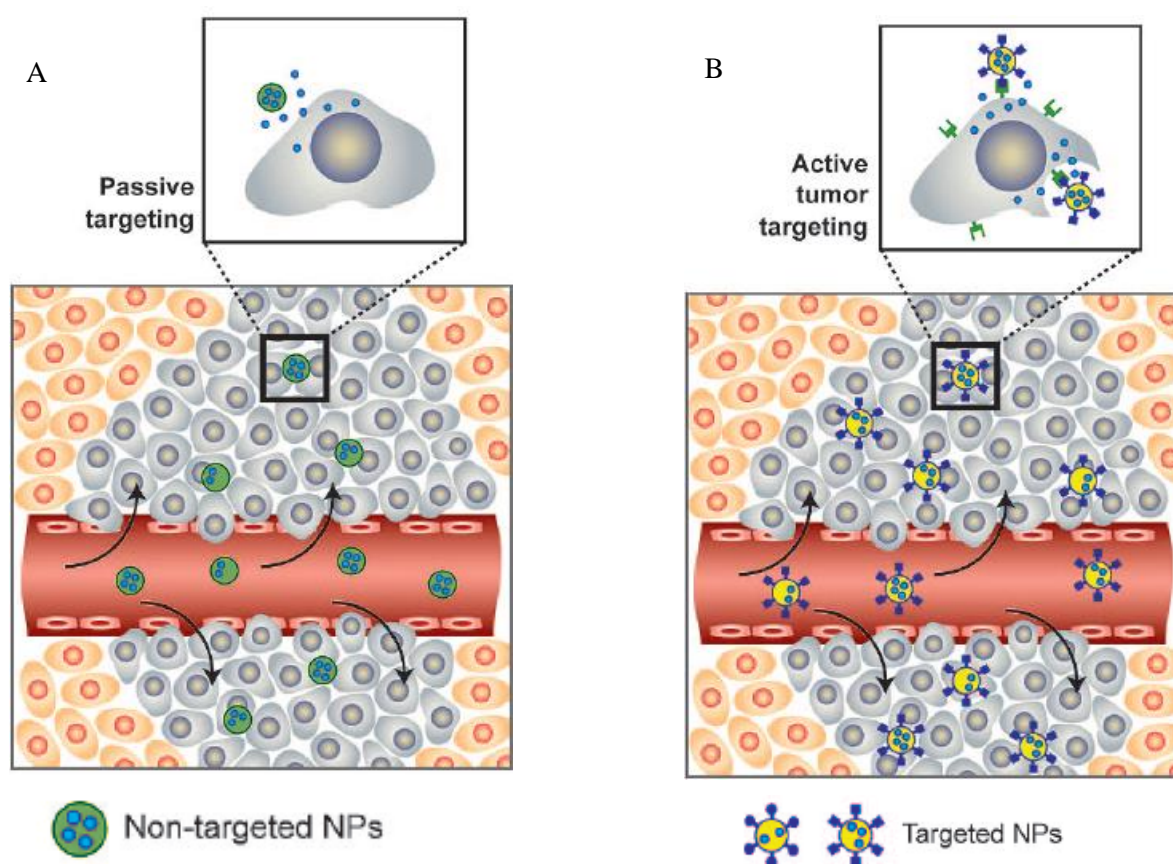 A
Passive
targeting
B
Active
tumor
targeting
Non-targeted NPs
Targeted NPs